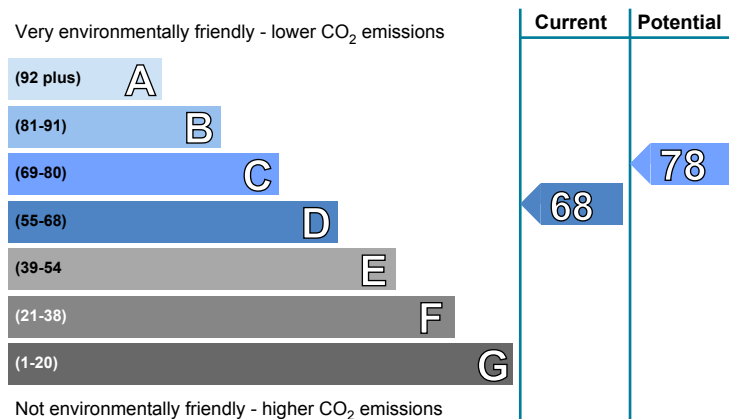 Very environmentally friendly - lower CO₂ emissions
Current
Potential
(92 plus) A
(81-91) B
(69-80) C
(55-68) D
(39-54 E
(21-38) F
(1-20) G
68
78
Not environmentally friendly - higher CO₂ emissions